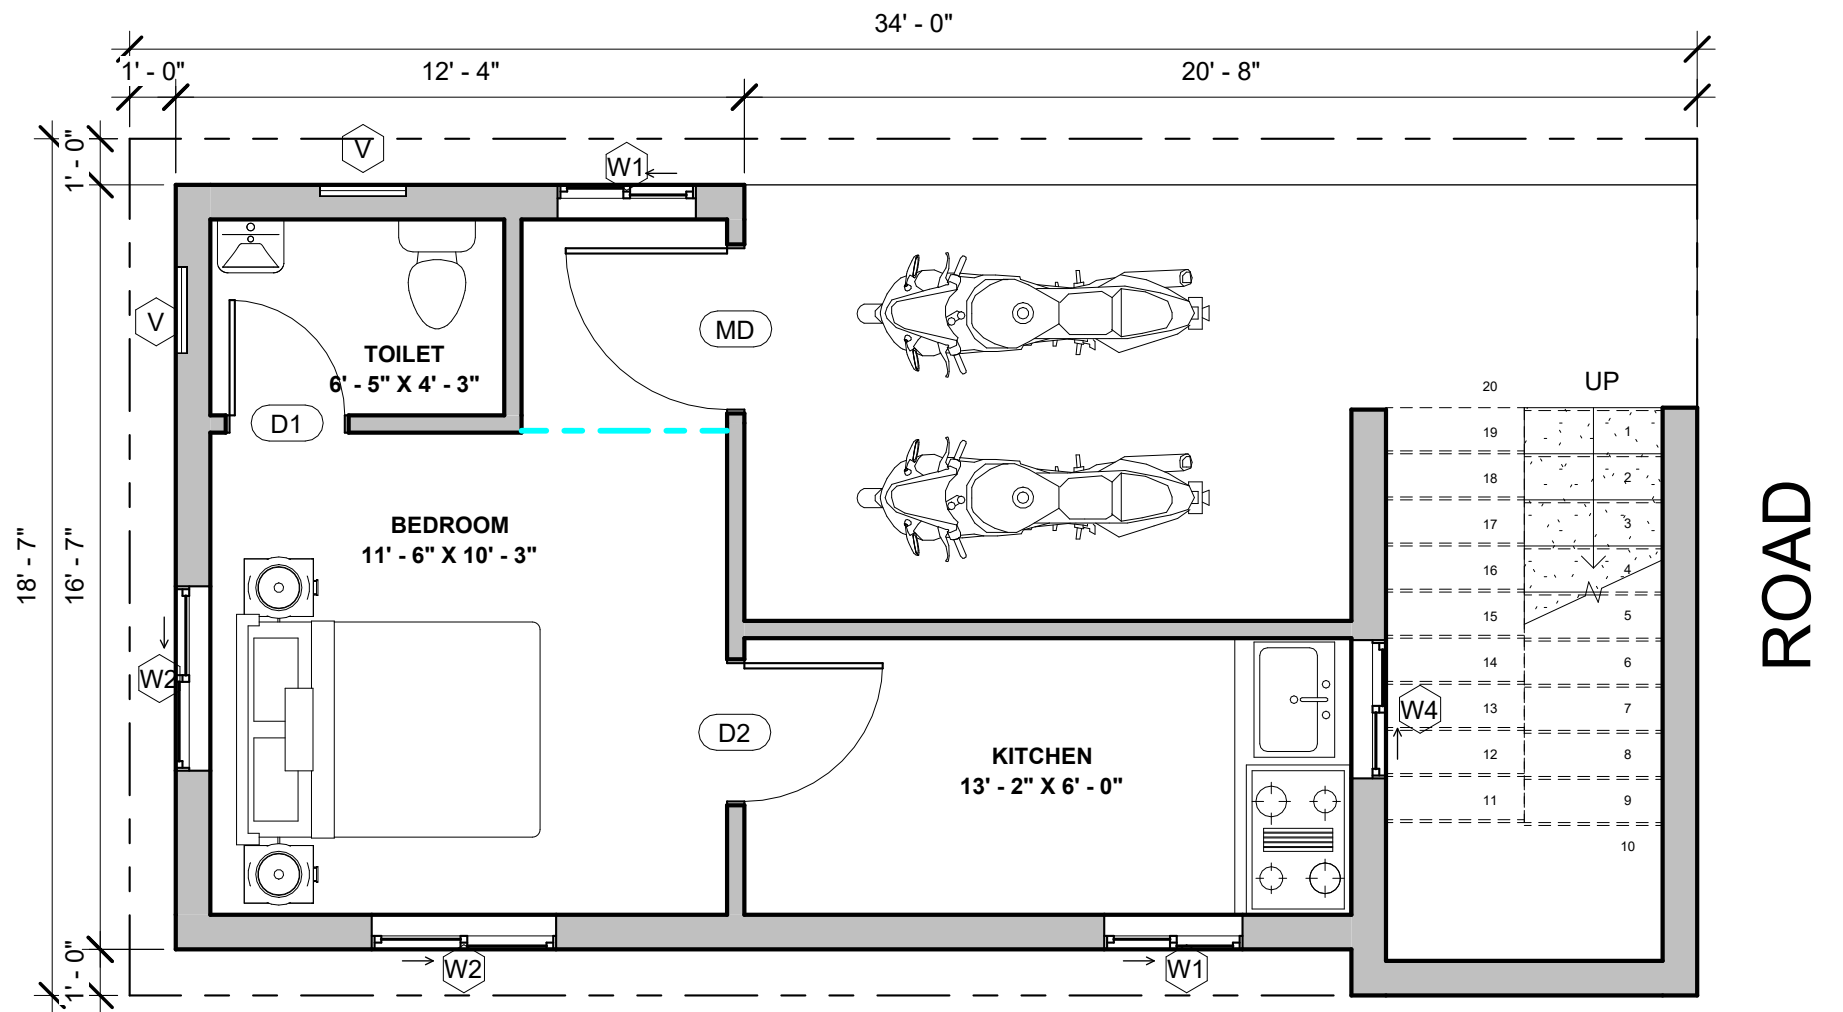 34' - 0"
1' - 0"
12' - 4"
20' - 8"
1' - 0"
V
W1
V
MD
TOILET
6' - 5" X 4' - 3"
D1
20
UP
19
1
18
2
17
3
16
4
15
5
14
6
13
7
12
8
11
9
10
BEDROOM
11' - 6" X 10' - 3"
18' - 7"
16' - 7"
ROAD
W2
D2
W4
KITCHEN
13' - 2" X 6' - 0"
1' - 0"
W2
W1